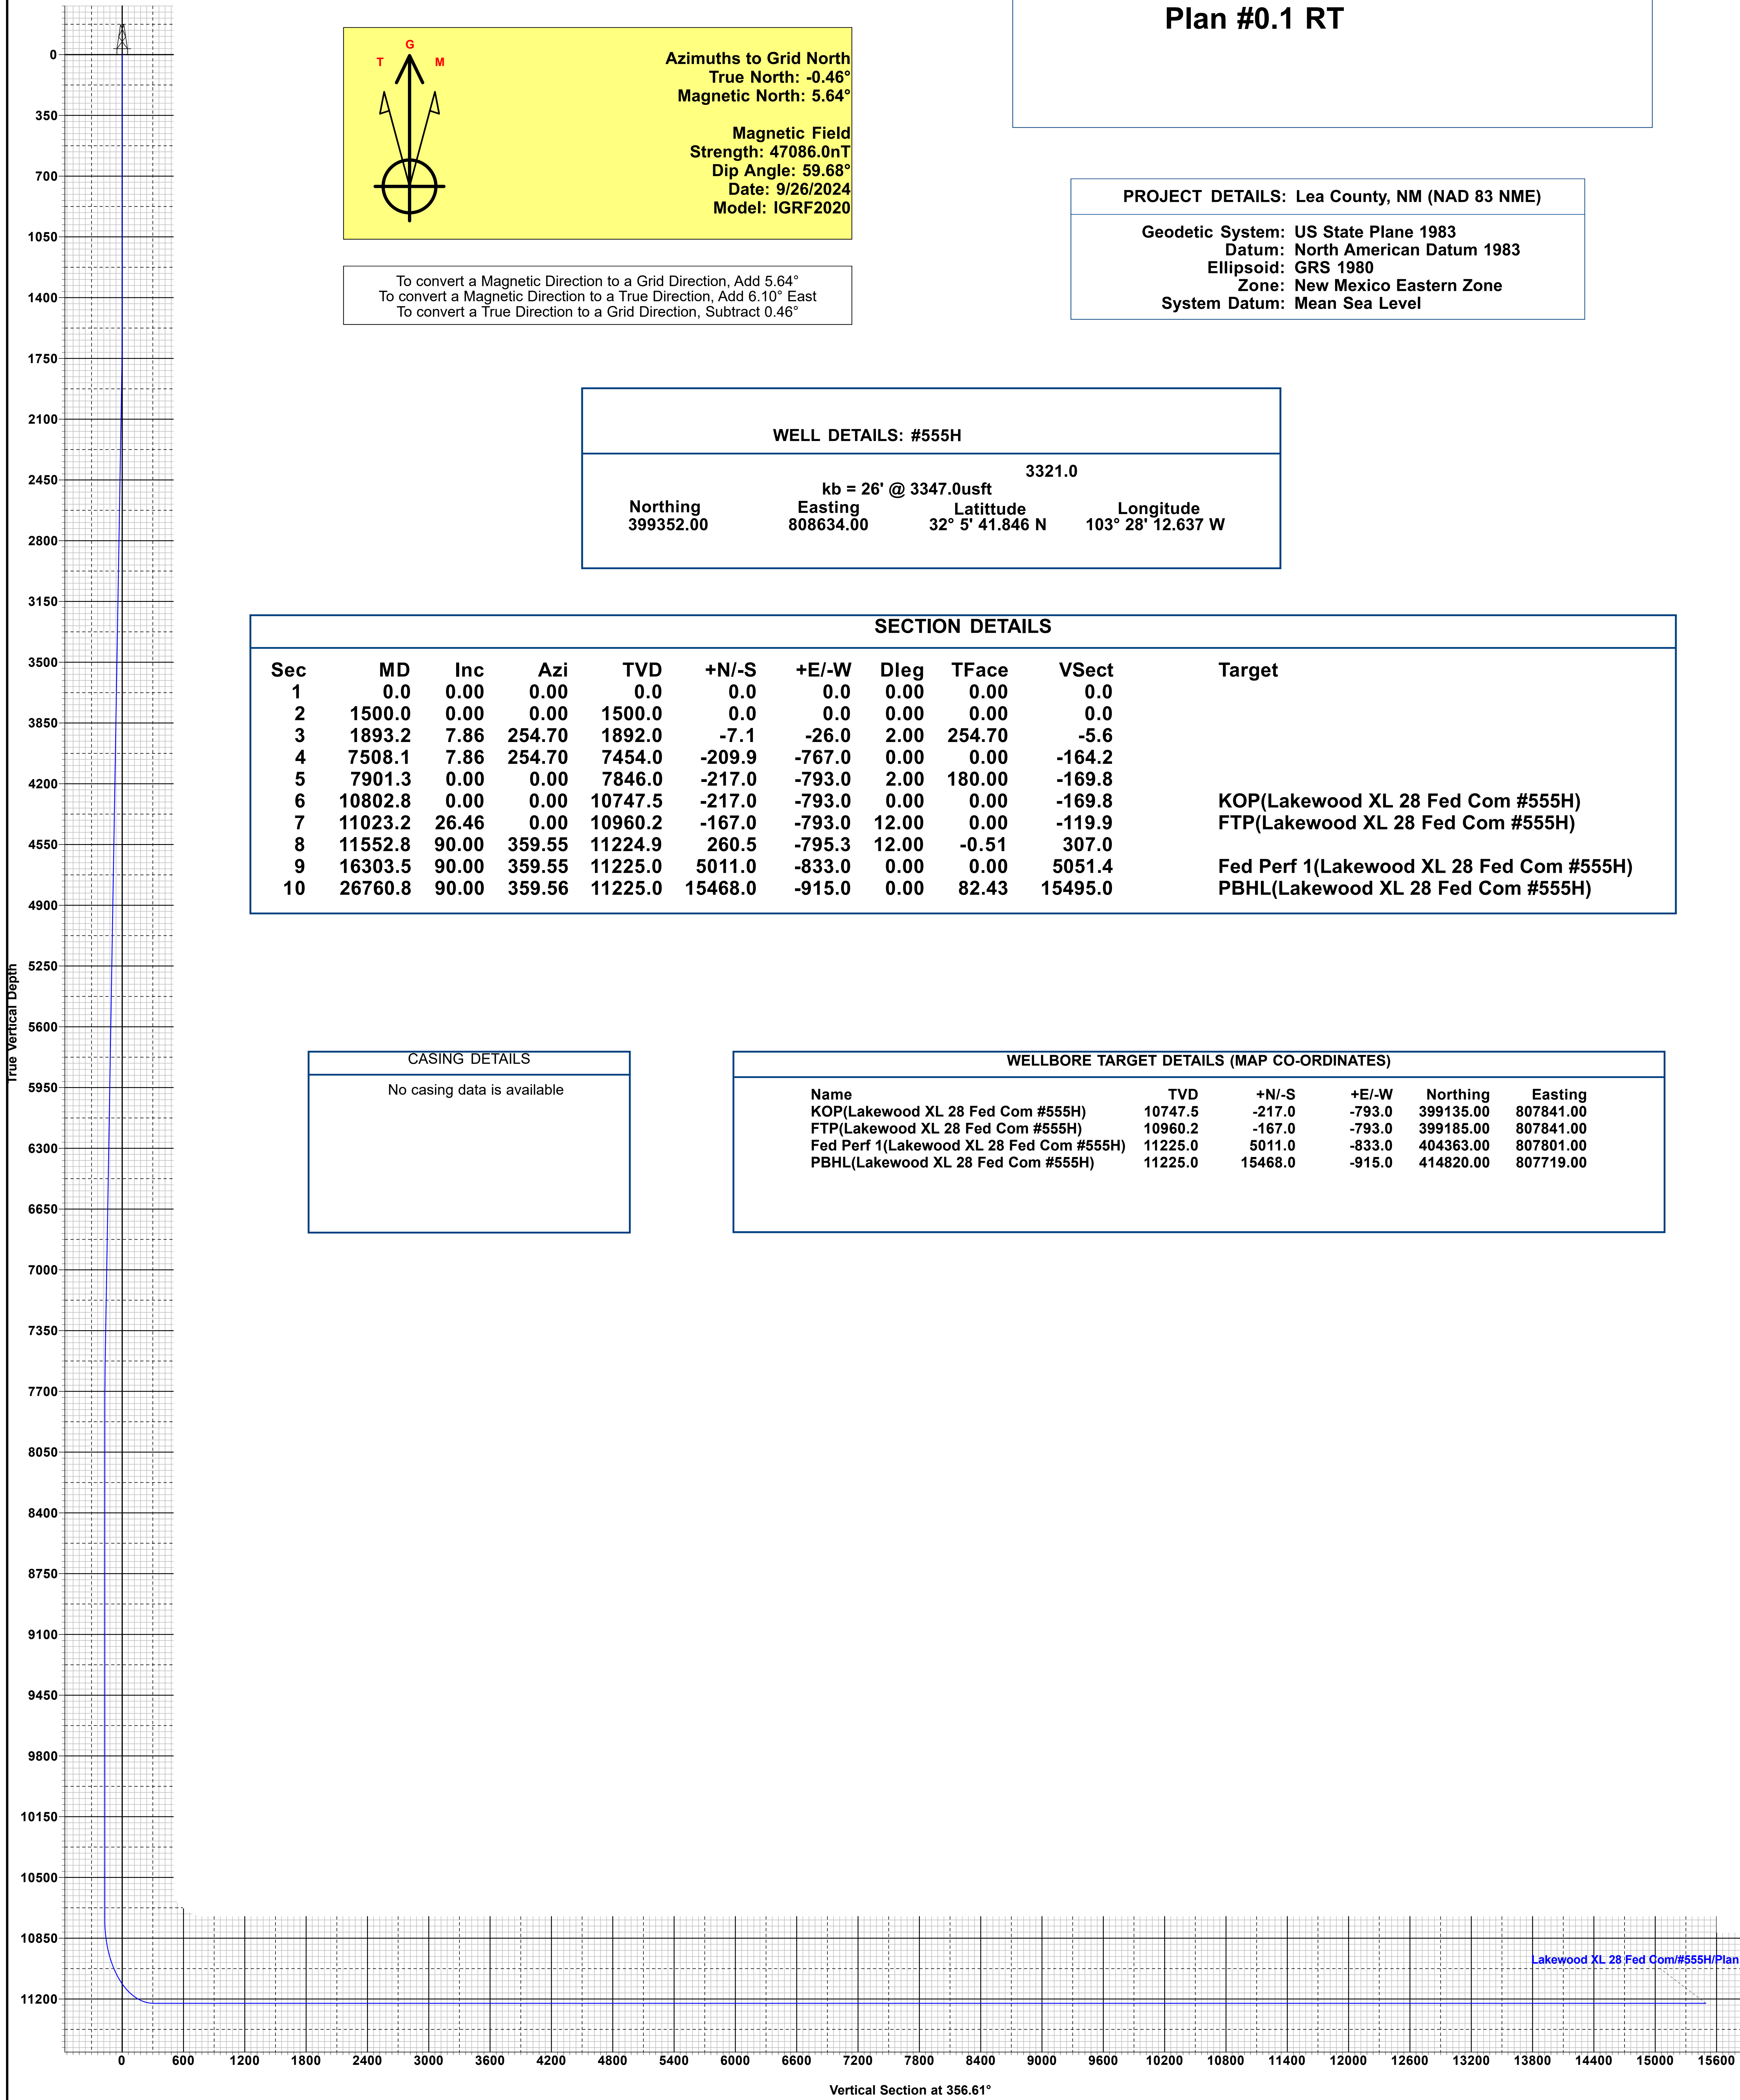 Plan #0.1 RT
G
T M
Azimuths to Grid North
True North: -0.46°
Magnetic North: 5.64°
Magnetic Field
Strength: 47086.0nT
Dip Angle: 59.68°
Date: 9/26/2024
Model: IGRF2020
To convert a Magnetic Direction to a Grid Direction, Add 5.64°
To convert a Magnetic Direction to a True Direction, Add 6.10° East
To convert a True Direction to a Grid Direction, Subtract 0.46°
PROJECT DETAILS: Lea County, NM (NAD 83 NME)
Geodetic System: US State Plane 1983
Datum: North American Datum 1983
Ellipsoid: GRS 1980
Zone: New Mexico Eastern Zone
System Datum: Mean Sea Level
WELL DETAILS: #555H
3321.0
kb = 26' @ 3347.0usft
Northing Easting Latittude Longitude
399352.00 808634.00 32° 5' 41.846 N 103° 28' 12.637 W
SECTION DETAILS
Sec MD Inc Azi TVD +N/-S +E/-W Dleg TFace VSect Target
1 0.0 0.00 0.00 0.0 0.0 0.0 0.00 0.00 0.0
2 1500.0 0.00 0.00 1500.0 0.0 0.0 0.00 0.00 0.0
3 1893.2 7.86 254.70 1892.0 -7.1 -26.0 2.00 254.70 -5.6
4 7508.1 7.86 254.70 7454.0 -209.9 -767.0 0.00 0.00 -164.2
5 7901.3 0.00 0.00 7846.0 -217.0 -793.0 2.00 180.00 -169.8
6 10802.8 0.00 0.00 10747.5 -217.0 -793.0 0.00 0.00 -169.8 KOP(Lakewood XL 28 Fed Com #555H)
7 11023.2 26.46 0.00 10960.2 -167.0 -793.0 12.00 0.00 -119.9 FTP(Lakewood XL 28 Fed Com #555H)
8 11552.8 90.00 359.55 11224.9 260.5 -795.3 12.00 -0.51 307.0
9 16303.5 90.00 359.55 11225.0 5011.0 -833.0 0.00 0.00 5051.4 Fed Perf 1(Lakewood XL 28 Fed Com #555H)
10 26760.8 90.00 359.56 11225.0 15468.0 -915.0 0.00 82.43 15495.0 PBHL(Lakewood XL 28 Fed Com #555H)
CASING DETAILS
No casing data is available
WELLBORE TARGET DETAILS (MAP CO-ORDINATES)
Name TVD +N/-S +E/-W Northing Easting
KOP(Lakewood XL 28 Fed Com #555H) 10747.5 -217.0 -793.0 399135.00 807841.00
FTP(Lakewood XL 28 Fed Com #555H) 10960.2 -167.0 -793.0 399185.00 807841.00
Fed Perf 1(Lakewood XL 28 Fed Com #555H) 11225.0 5011.0 -833.0 404363.00 807801.00
PBHL(Lakewood XL 28 Fed Com #555H) 11225.0 15468.0 -915.0 414820.00 807719.00
True Vertical Depth
0
350
700
1050
1400
1750
2100
2450
2800
3150
3500
3850
4200
4550
4900
5250
5600
5950
6300
6650
7000
7350
7700
8050
8400
8750
9100
9450
9800
10150
10500
10850
11200
Lakewood XL 28 Fed Com/#555H/Plan
0 600 1200 1800 2400 3000 3600 4200 4800 5400 6000 6600 7200 7800 8400 9000 9600 10200 10800 11400 12000 12600 13200 13800 14400 15000 15600
Vertical Section at 356.61°